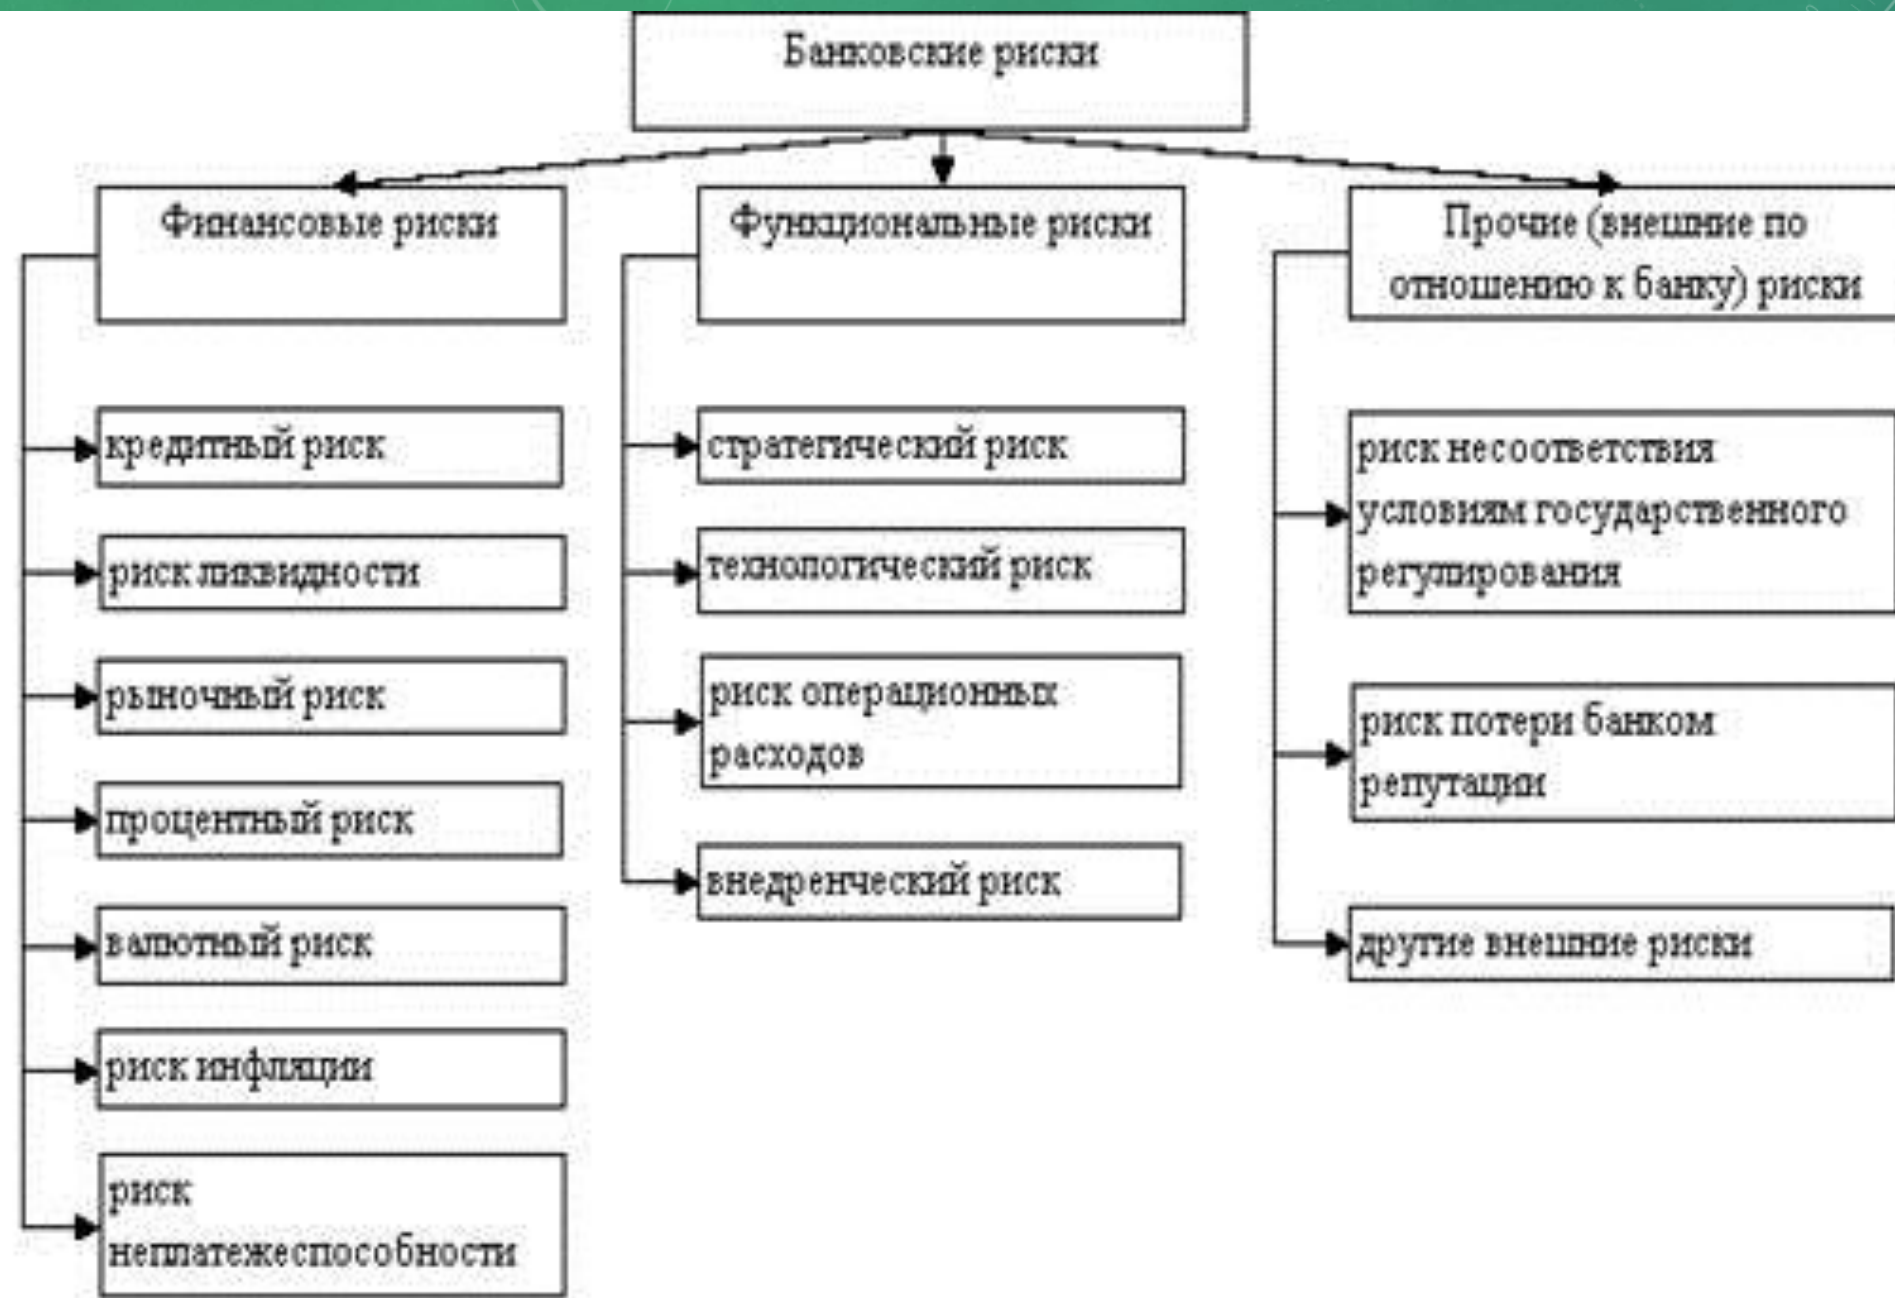 Банковские риски
Финансовые риски
кредитный риск
риск ликвидности
рыночный риск
процентный риск
валютный риск
риск инфляции
риск
неплатежеспособности
Функциональные риски
стратегический риск
технологический риск
риск операционных
расходов
внедренческий риск
Прочие (внешние по
отношению к банку) риски
риск несоответствия
условиям государственного
регулирования
риск потери банком
репутации
другие внешние риски